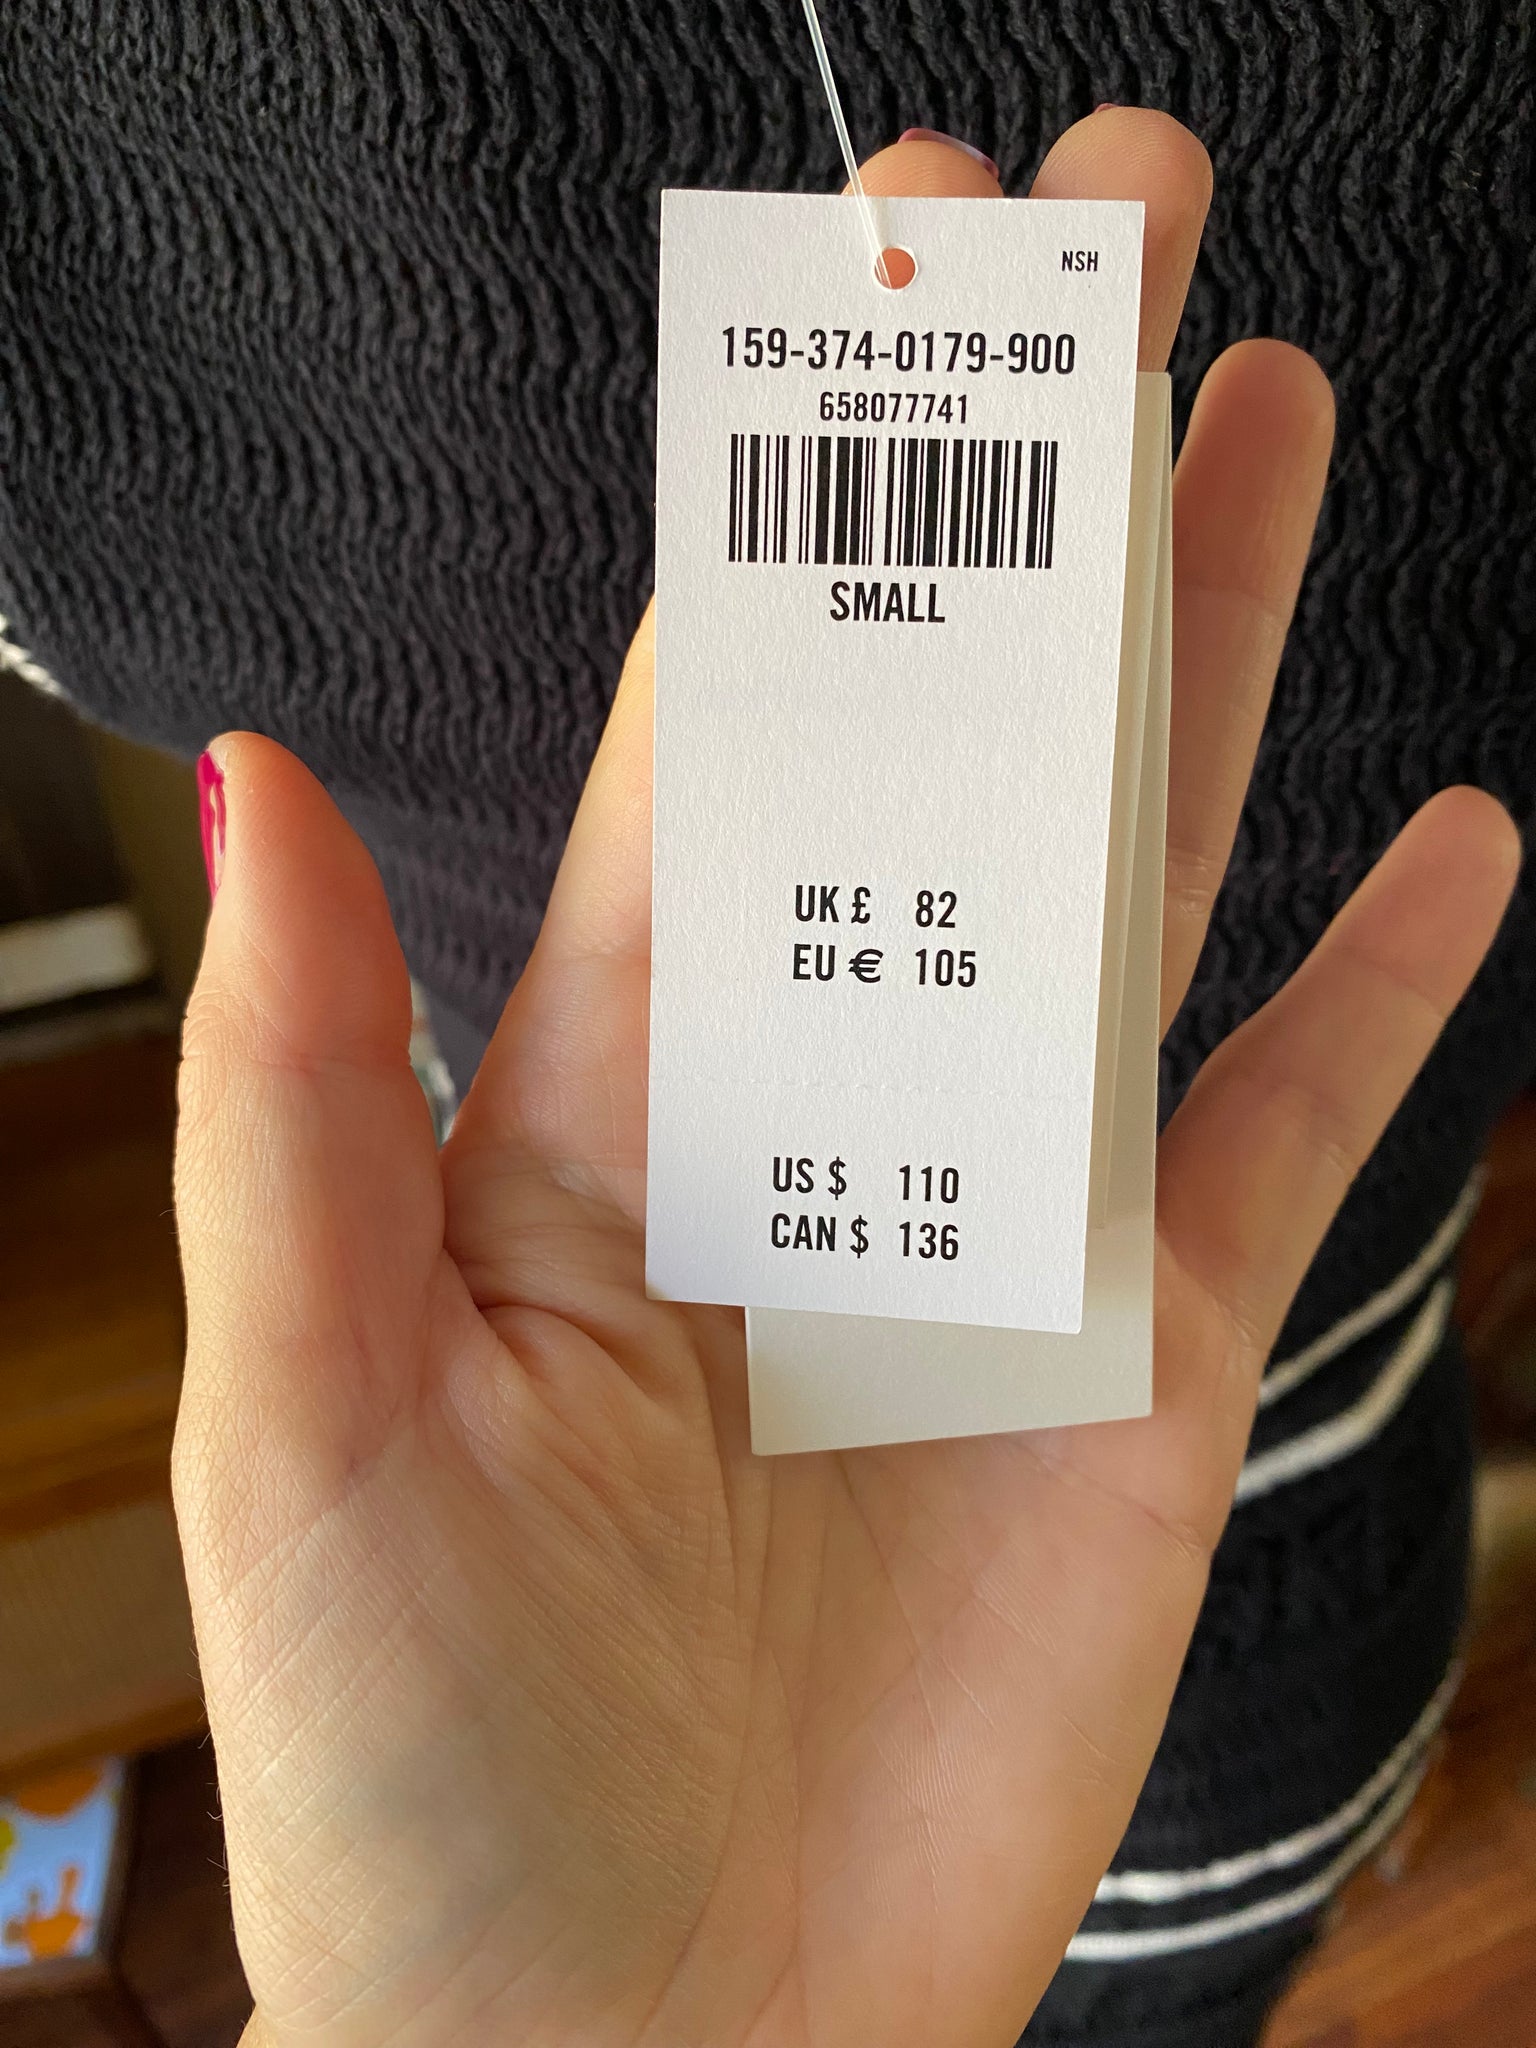 NSH
159-374-0179-900
658077741
SMALL
UK £ 82
EU € 105
US $ 110
CAN $ 136